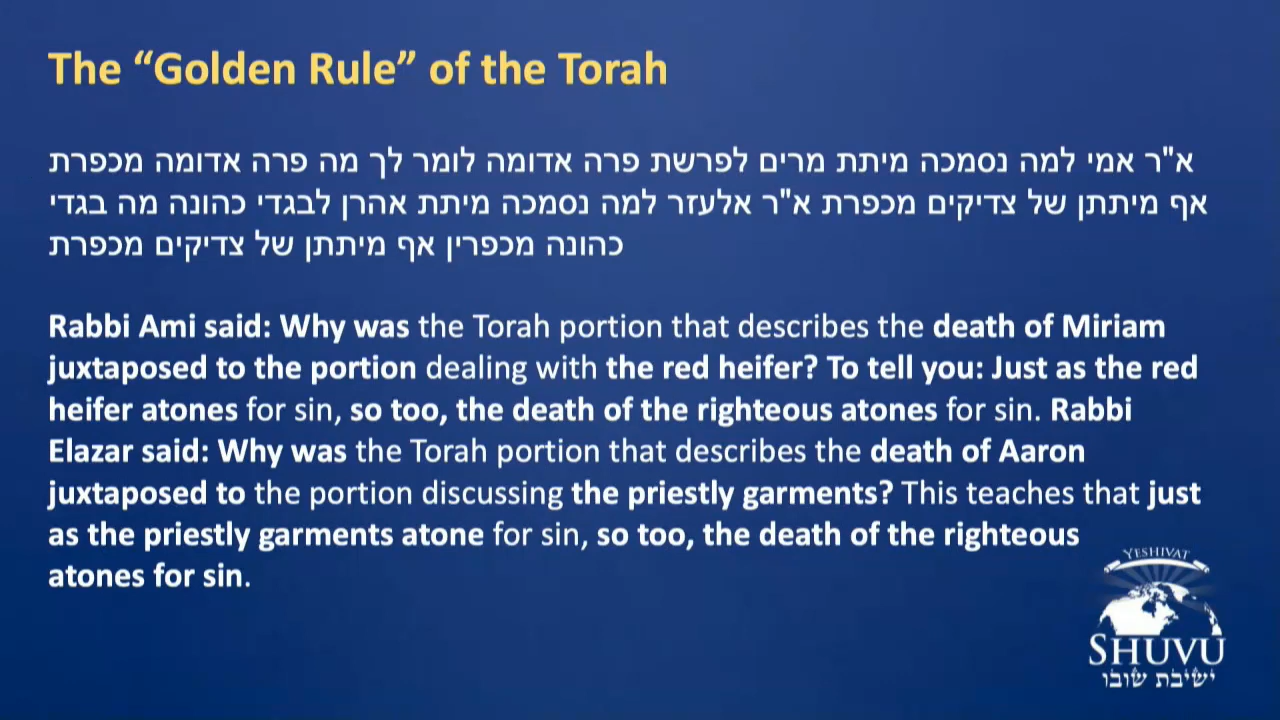 The “Golden Rule” of the Torah
א"ר אמי למה נסמכה מיתת מרים לפרשת פרה אדומה לומר לך מה פרה אדומה מכפרת
אף מיתתן של צדיקים מכפרת א"ר אלעזר למה נסמכה מיתת אהרן לבגדי כהונה מה בגדי
כהונה מכפרין אף מיתתן של צדיקים מכפרת
Rabbi Ami said: Why was the Torah portion that describes the death of Miriam
juxtaposed to the portion dealing with the red heifer? To tell you: Just as the red
heifer atones for sin, so too, the death of the righteous atones for sin. Rabbi
Elazar said: Why was the Torah portion that describes the death of Aaron
juxtaposed to the portion discussing the priestly garments? This teaches that just
as the priestly garments atone for sin, so too, the death of the righteous
atones for sin.
YESHIVAT
SHUVU
ישיבת שובו